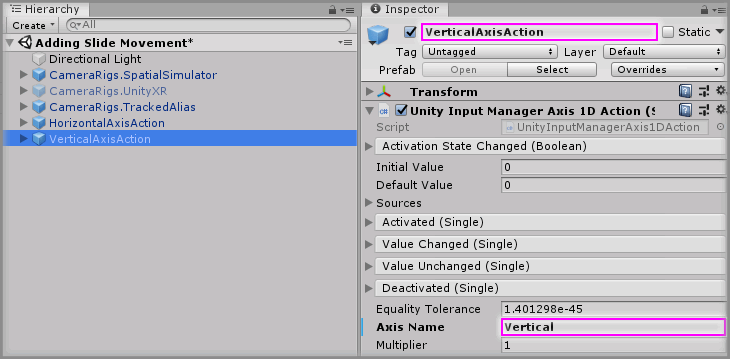 Hierarchy
Create
All
Adding Slide Movement*
Directional Light
CameraRigs.SpatialSimulator
CameraRigs.UnityXR
CameraRigs.TrackedAlias
HorizontalAxisAction
VerticalAxisAction
Inspector
VerticalAxisAction Static
Tag Untagged Layer Default
Prefab Open Select Overrides
Transform
Unity Input Manager Axis 1D Action (S
Script UnityInputManagerAxis1DAction
Activation State Changed (Boolean)
Initial Value 0
Default Value 0
Sources
Activated (Single)
Value Changed (Single)
Value Unchanged (Single)
Deactivated (Single)
Equality Tolerance 1.401298e-45
Axis Name Vertical
Multiplier 1